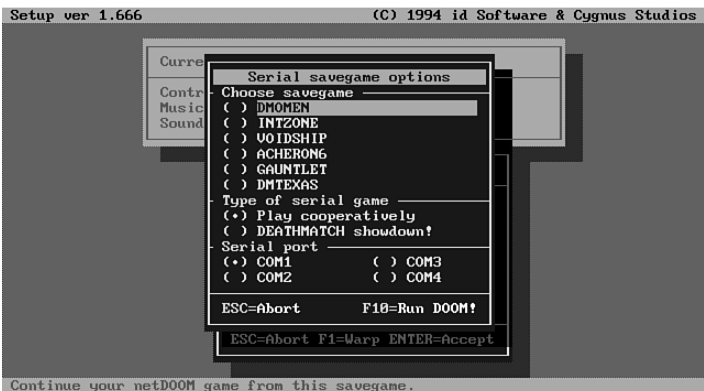 Setup ver 1.666 (C) 1994 id Software & Cygnus Studios
Curre
Contr
Music
Sound
Serial savegame options
Choose savegame
( ) DMOMEN
( ) INTZONE
( ) VOIDSHIP
( ) ACHERON6
( ) GAUNTLET
( ) DMTEXAS
Type of serial game
(•) Play cooperatively
( ) DEATHMATCH showdown!
Serial port
(•) COM1 ( ) COM3
( ) COM2 ( ) COM4
ESC=Abort F10=Run DOOM!
ESC=Abort F1=Warp ENTER=Accept
Continue your netDOOM game from this savegame.